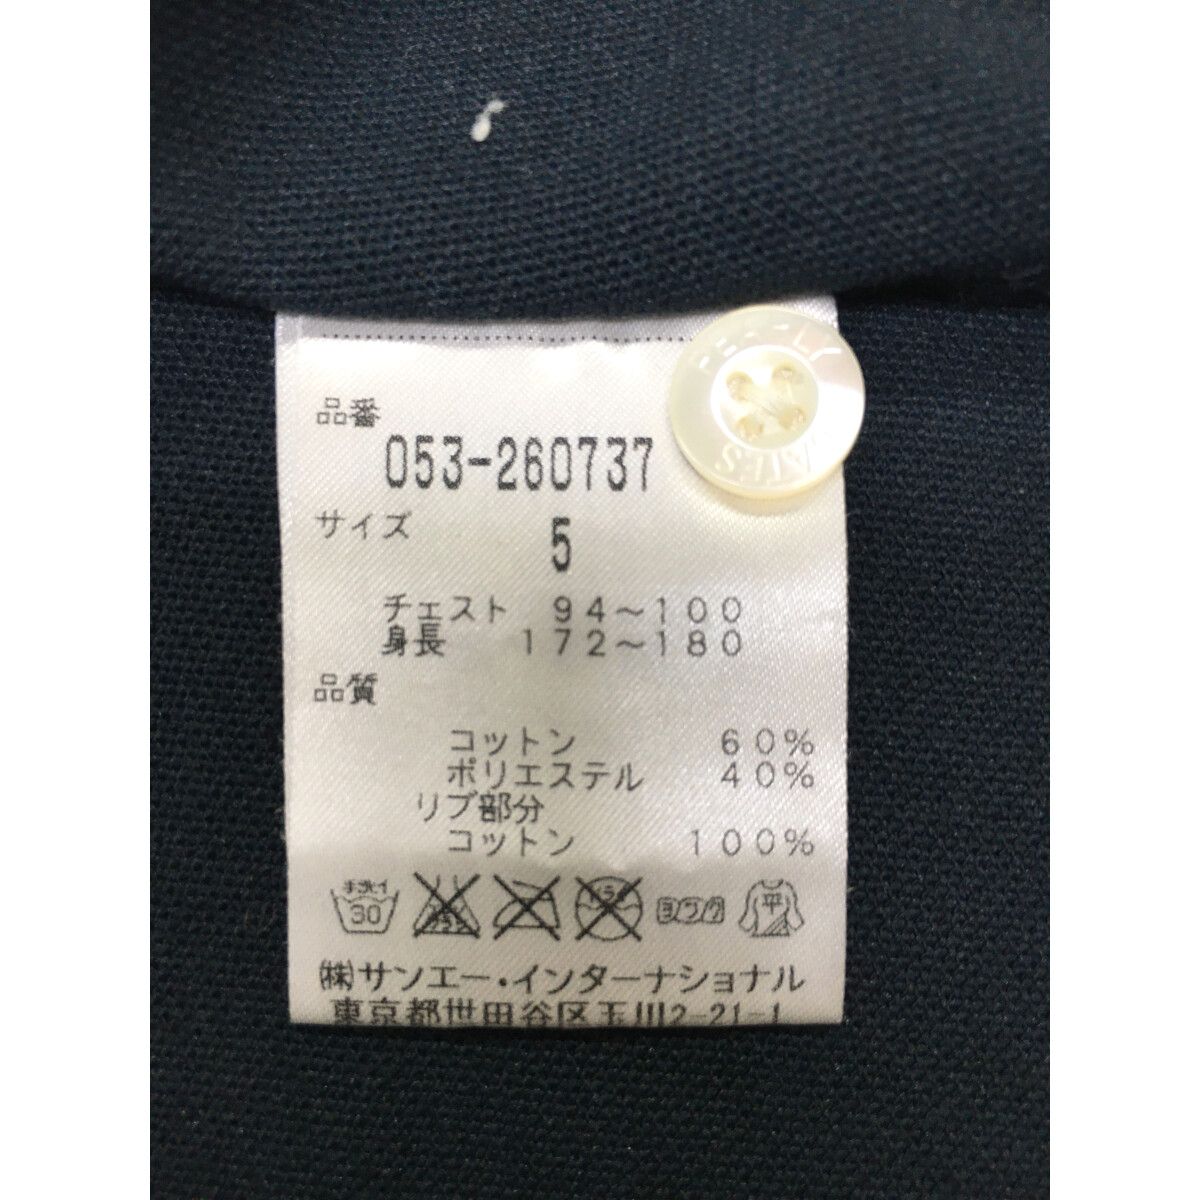 品番
053-260737
サイズ
5
チェスト 94～100
身長 172～180
品質
コットン 60%
ポリエステル 40%
リブ部分
コットン 100%
手洗イ
30
ヨワク
平
㈱サンエー・インターナショナル
東京都世田谷区玉川2-21-1